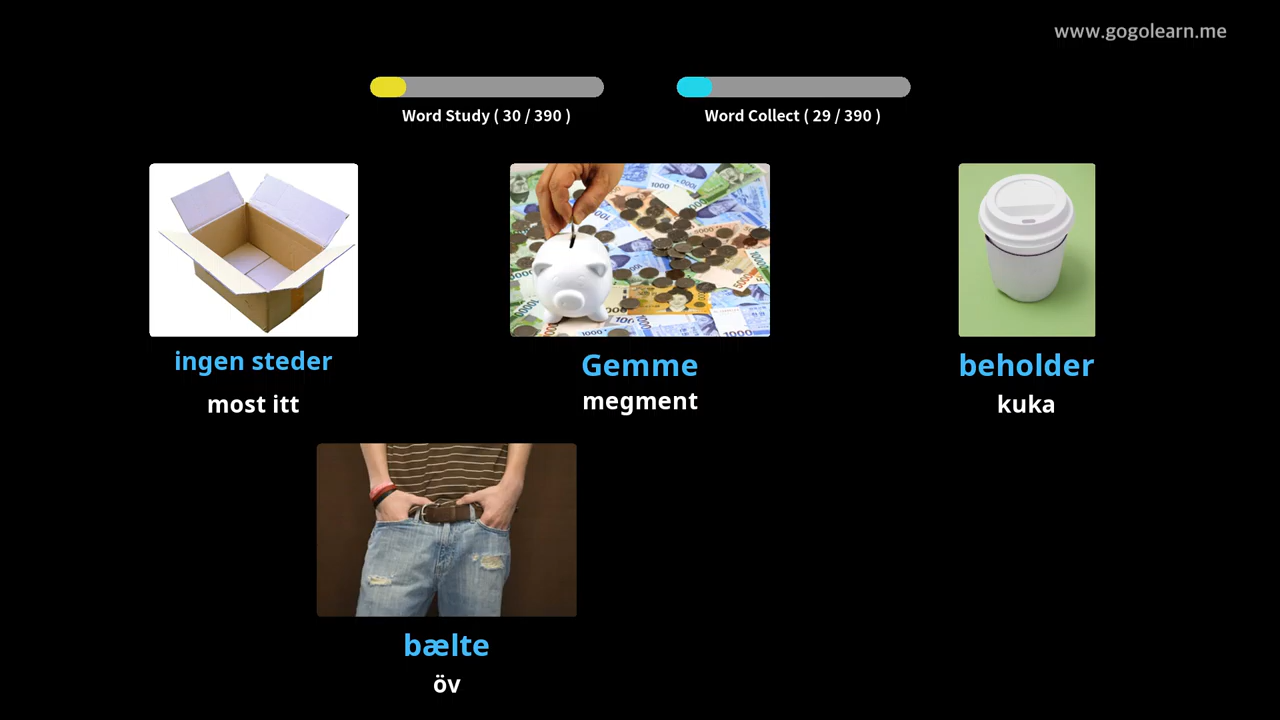 www.gogolearn.me
Word Study ( 30 / 390 )
Word Collect ( 29 / 390 )
ingen steder
most itt
Gemme
megment
beholder
kuka
bælte
öv